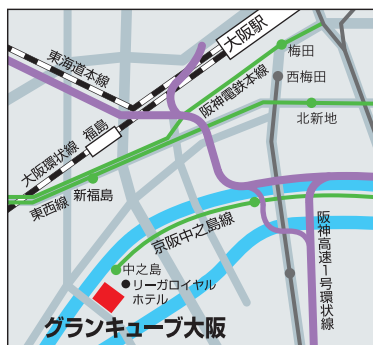 大阪駅
梅田
東海道本線
西梅田
阪神電鉄本線
北新地
福島
大阪環状線
新福島
東西線
京阪中之島線
阪神高速1号環状線
中之島
リーガロイヤル
ホテル
グランキューブ大阪